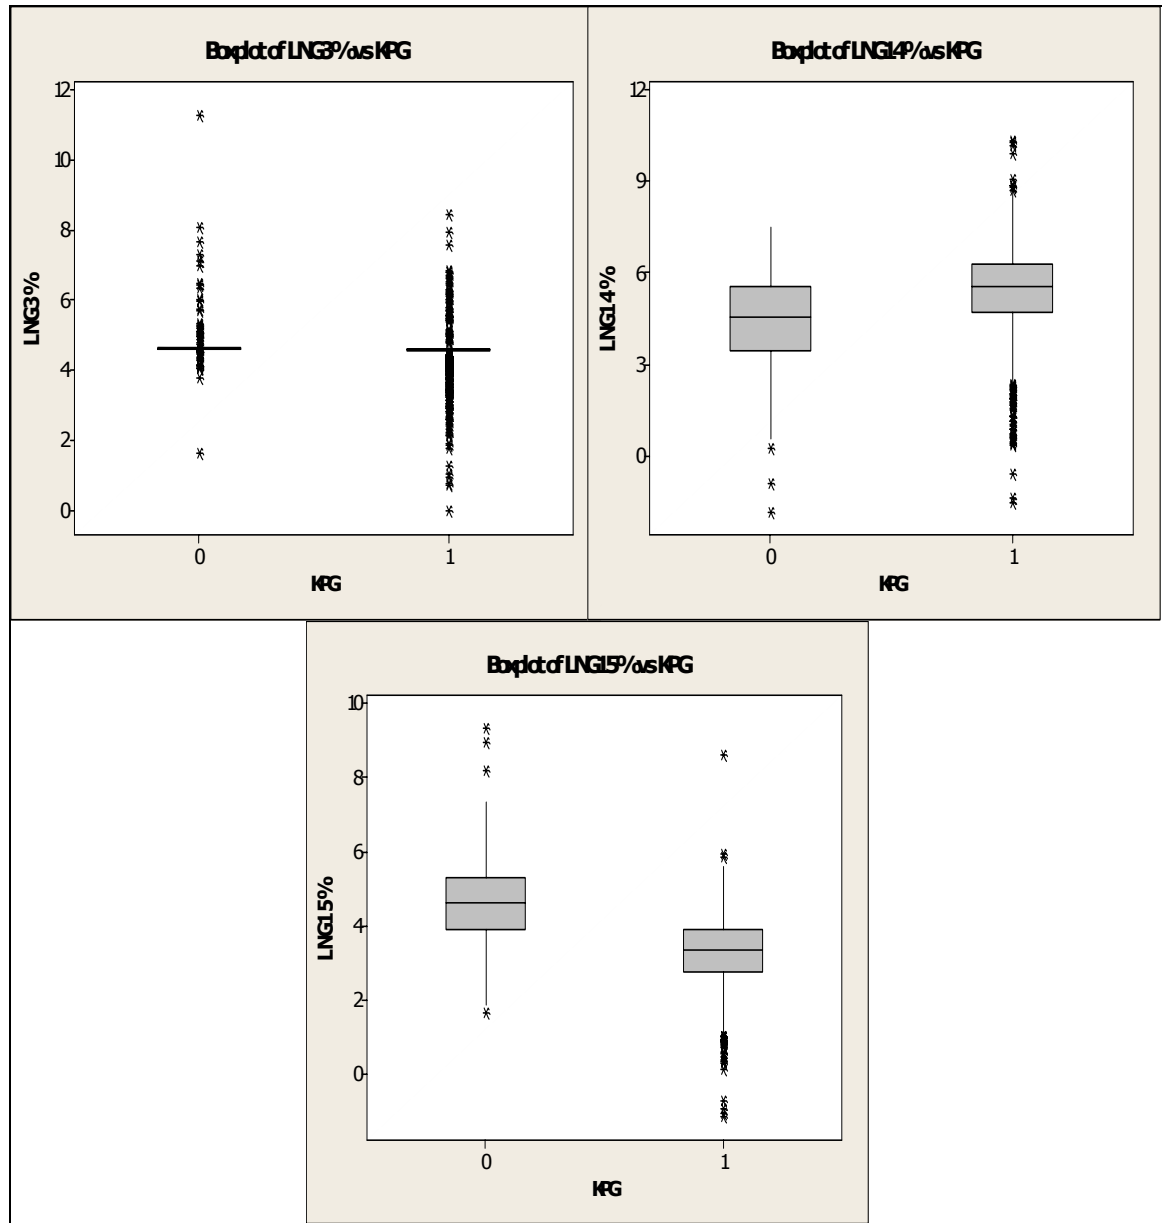 Boxplot of LNG3% vs KPG
12
10
8
6
4
2
0
LNG3%
0 1
KPG
Boxplot of LNG14% vs KPG
12
9
6
3
0
LNG14%
0 1
KPG
Boxplot of LNG15% vs KPG
10
8
6
4
2
0
LNG15%
0 1
KPG